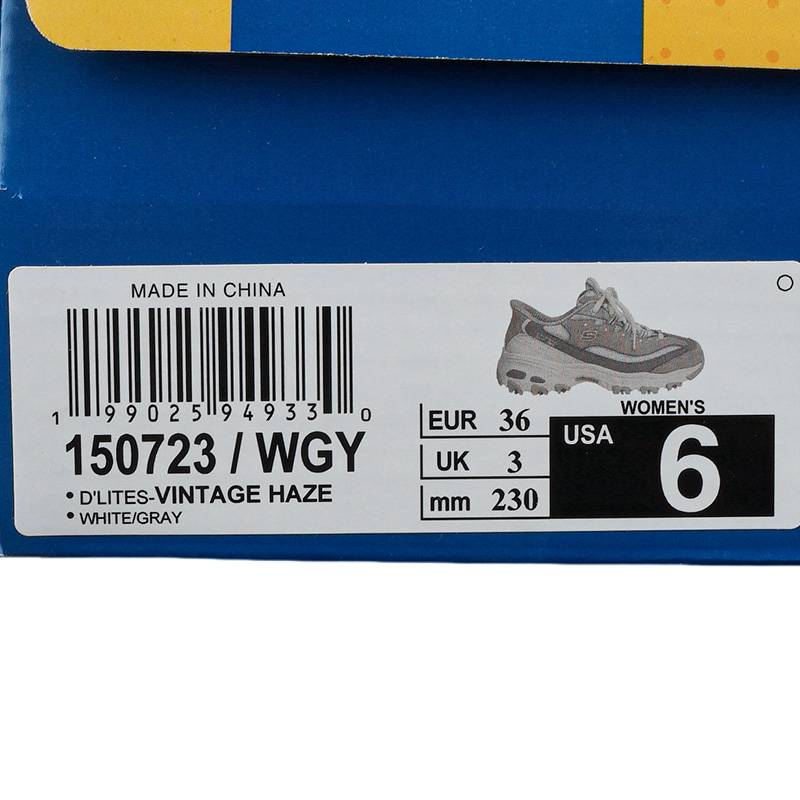 MADE IN CHINA
1 99025 94933 0
150723 / WGY
• D'LITES-VINTAGE HAZE
• WHITE/GRAY
EUR 36
UK 3
mm 230
WOMEN'S
USA 6